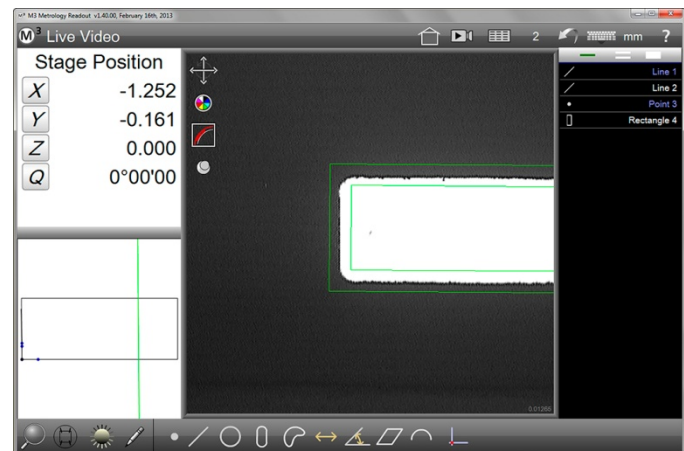 M3 Metrology Readout v1.40.00, February 16th, 2013
M3 Live Video
2
mm
?
Stage Position
X -1.252
Y -0.161
Z 0.000
Q 0°00'00
Line 1
Line 2
Point 3
Rectangle 4
0.01265